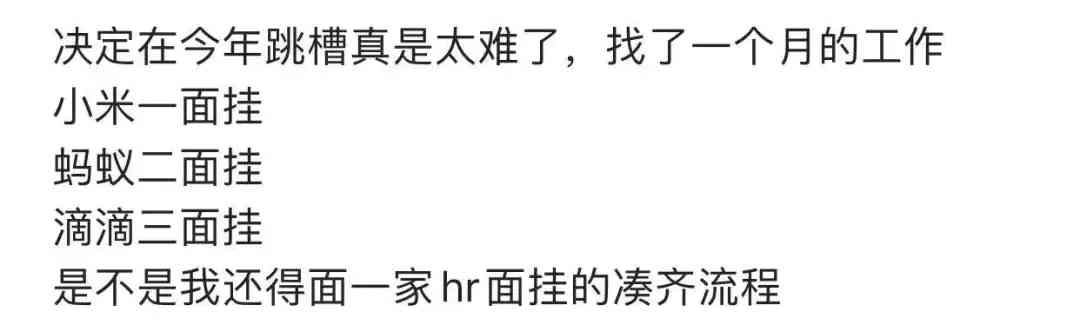 决定在今年跳槽真是太难了，找了一个月的工作
小米一面挂
蚂蚁二面挂
滴滴三面挂
是不是我还得面一家hr面挂的凑齐流程